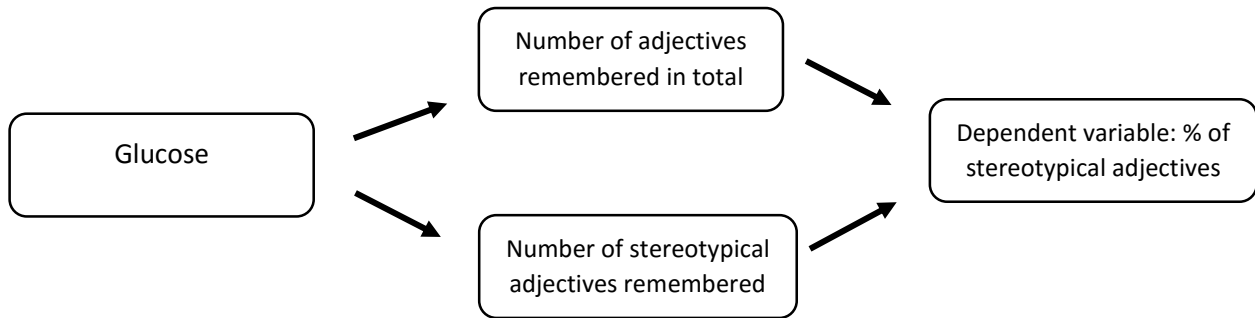 Glucose
Number of adjectives
remembered in total
Number of stereotypical
adjectives remembered
Dependent variable: % of
stereotypical adjectives